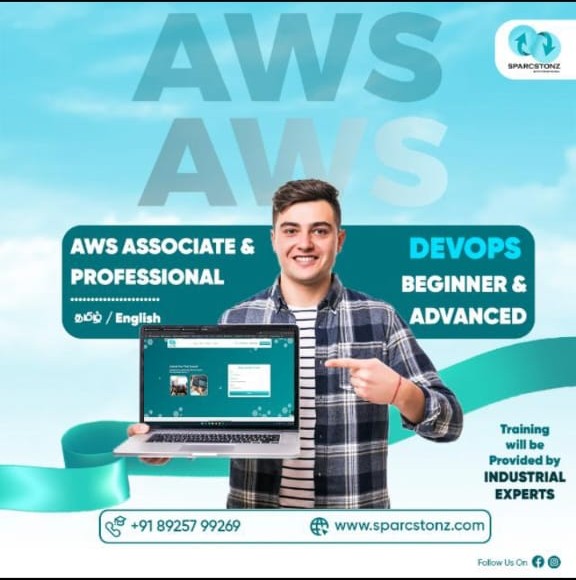 AWS
AWS
SPARCSTONZ
AWS ASSOCIATE &
PROFESSIONAL
தமிழ் / English
DEVOPS
BEGINNER &
ADVANCED
Training
will be
Provided by
INDUSTRIAL
EXPERTS
+91 89257 99269
www.sparcstonz.com
Follow Us On